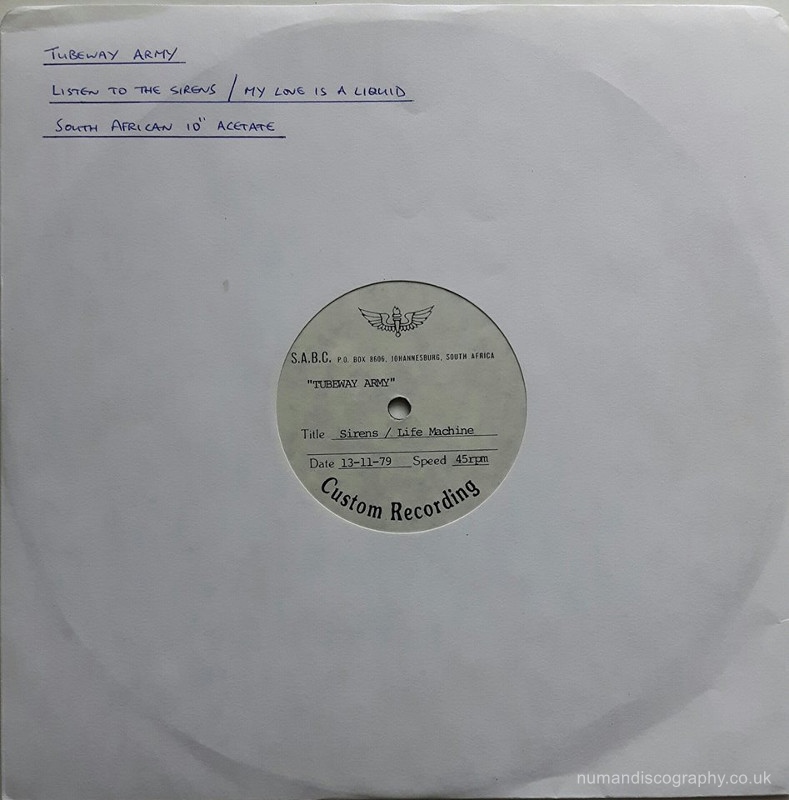 TUBEWAY ARMY
LISTEN TO THE SIRENS / MY LOVE IS A LIQUID
SOUTH AFRICAN 10" ACETATE
S.A.B.C. P.O. BOX 8606, JOHANNESBURG, SOUTH AFRICA
"TUBEWAY ARMY"
Title Sirens / Life Machine
Date 13-11-79 Speed 45rpm
Custom Recording
numandiscography.co.uk